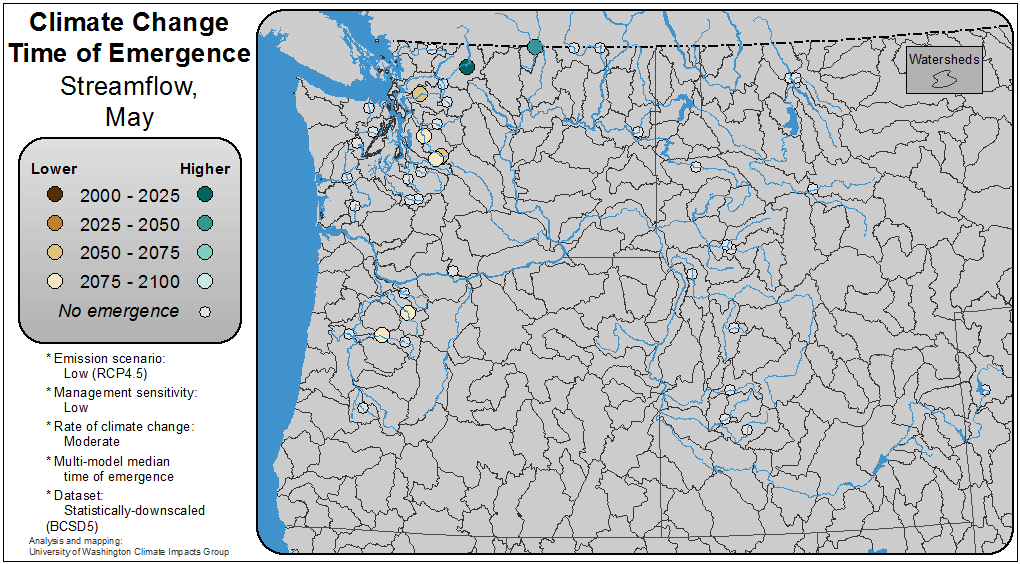 Climate Change
Time of Emergence
Streamflow,
May
Lower Higher
2000 - 2025
2025 - 2050
2050 - 2075
2075 - 2100
No emergence
* Emission scenario:
Low (RCP4.5)
* Management sensitivity:
Low
* Rate of climate change:
Moderate
* Multi-model median
time of emergence
* Dataset:
Statistically-downscaled
(BCSD5)
Analysis and mapping:
University of Washington Climate Impacts Group
Watersheds